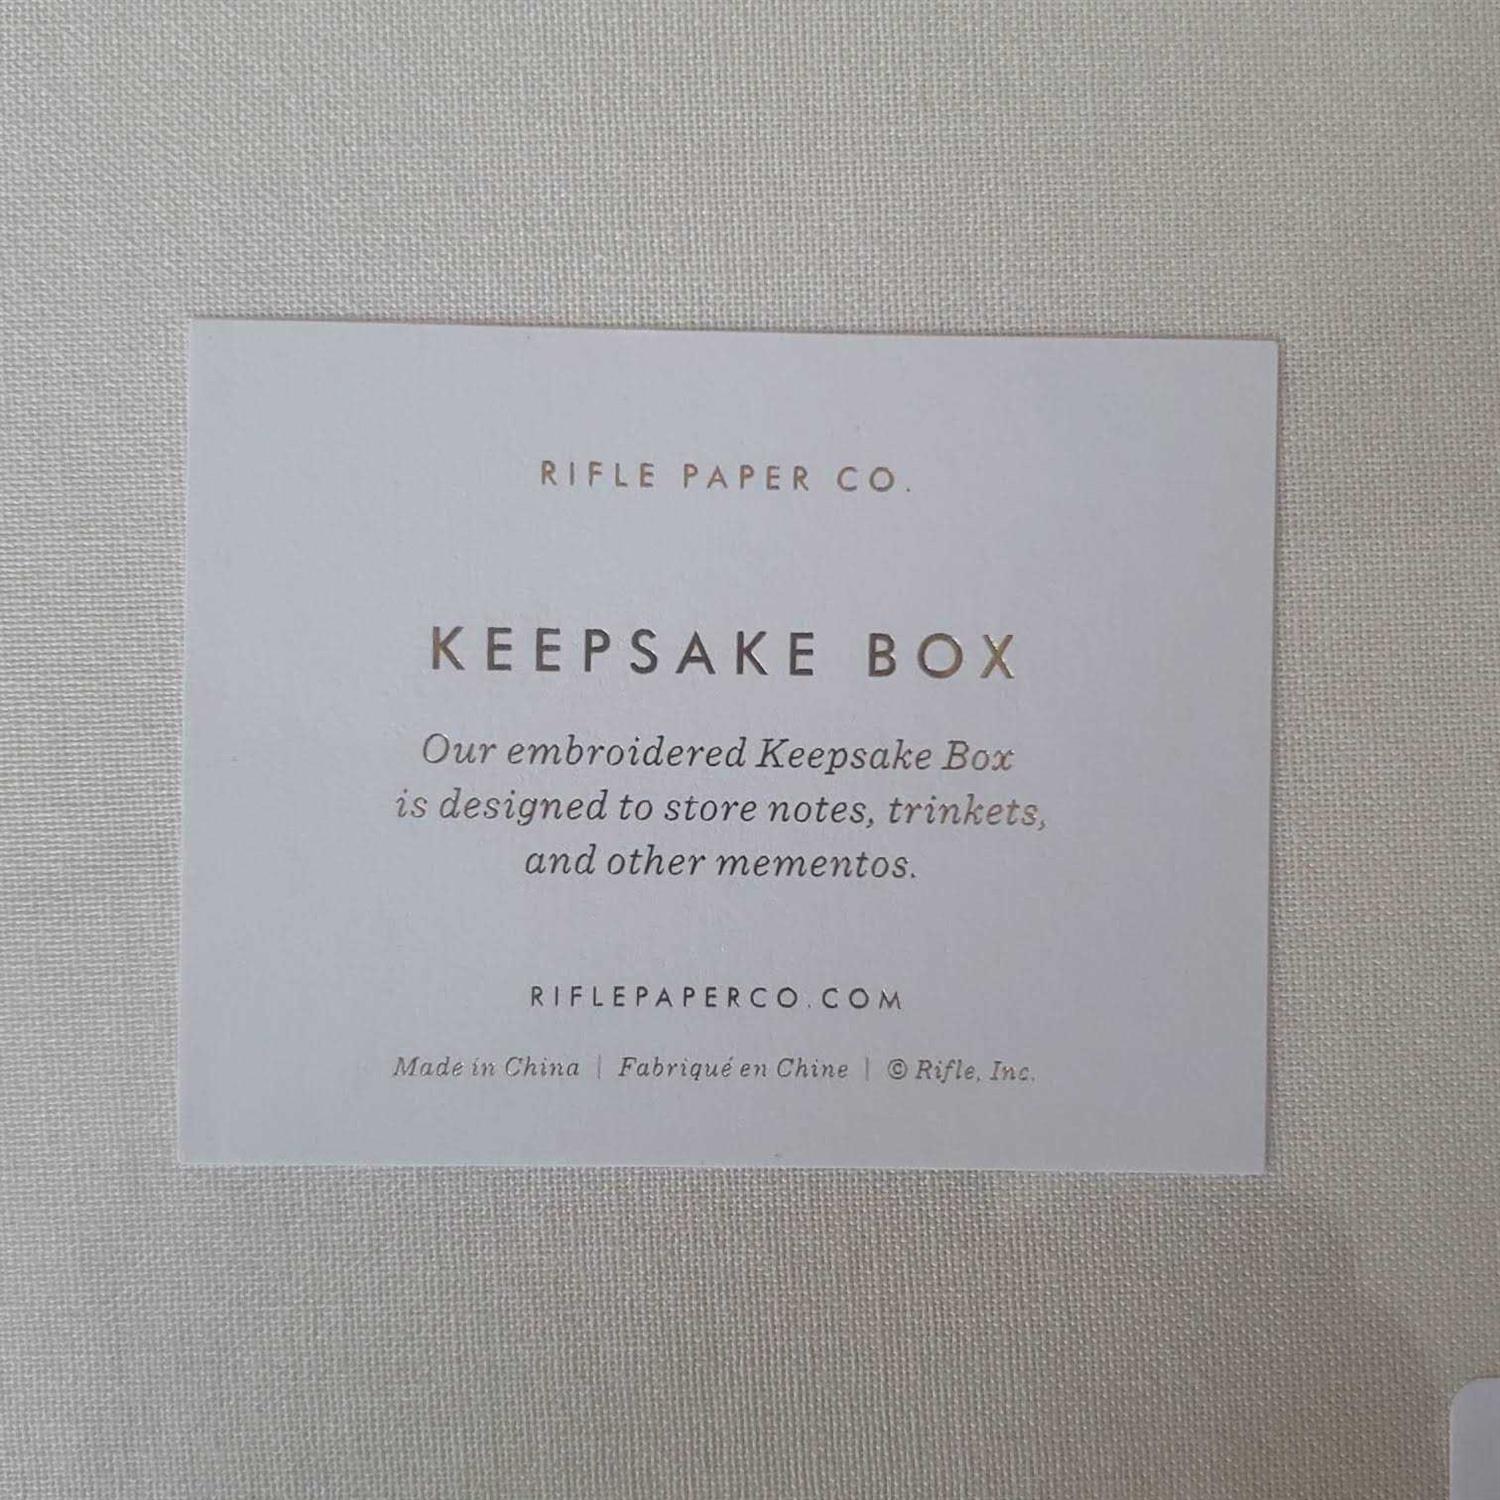 RIFLE PAPER CO.
KEEPSAKE BOX
Our embroidered Keepsake Box
is designed to store notes, trinkets,
and other mementos.
RIFLEPAPERCO.COM
Made in China | Fabriqué en Chine | © Rifle, Inc.